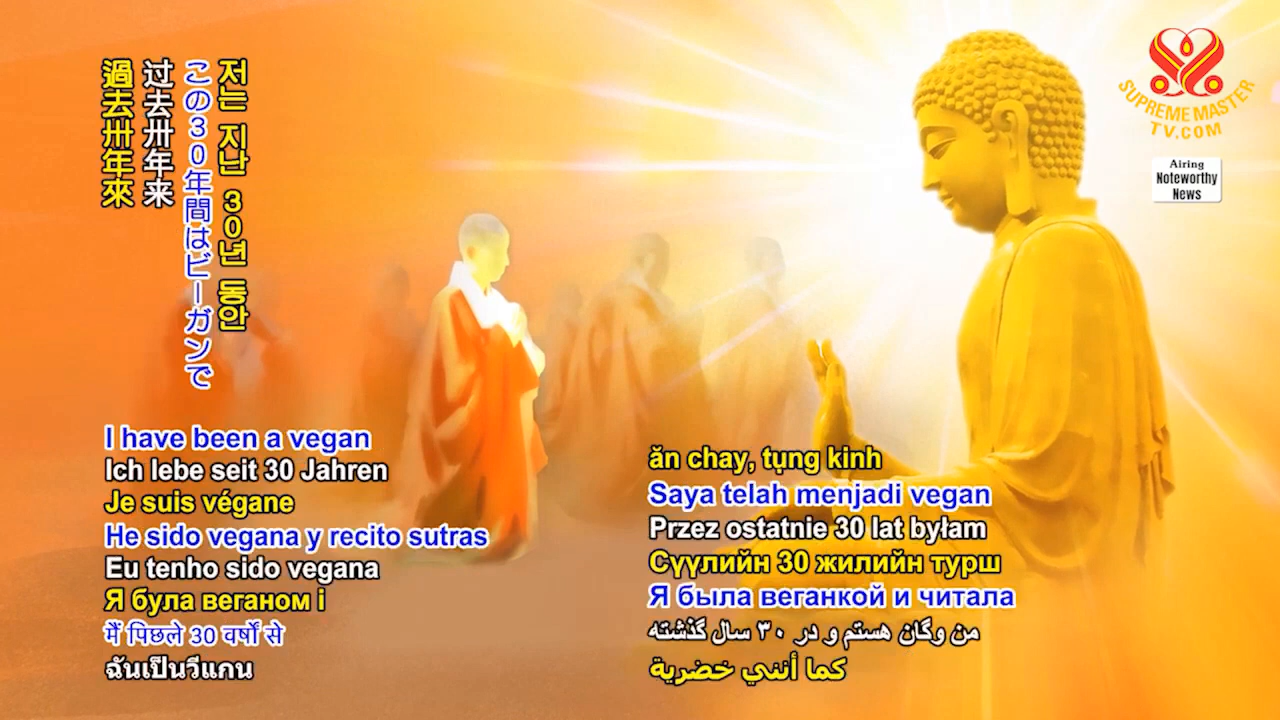 過去卅年來
过去卅年来
この30年間はビーガンで
저는 지난 30년 동안
I have been a vegan
Ich lebe seit 30 Jahren
Je suis végane
He sido vegana y recito sutras
Eu tenho sido vegana
Я була веганом і
मैं पिछले 30 वर्षों से
ฉันเป็นวีแกน
ăn chay, tụng kinh
Saya telah menjadi vegan
Przez ostatnie 30 lat byłam
Сүүлийн 30 жилийн турш
Я была веганкой и читала
من وگان هستم و در ۳۰ سال گذشته
كما أنني خضرية
SUPREME MASTER
TV.COM
Airing
Noteworthy
News